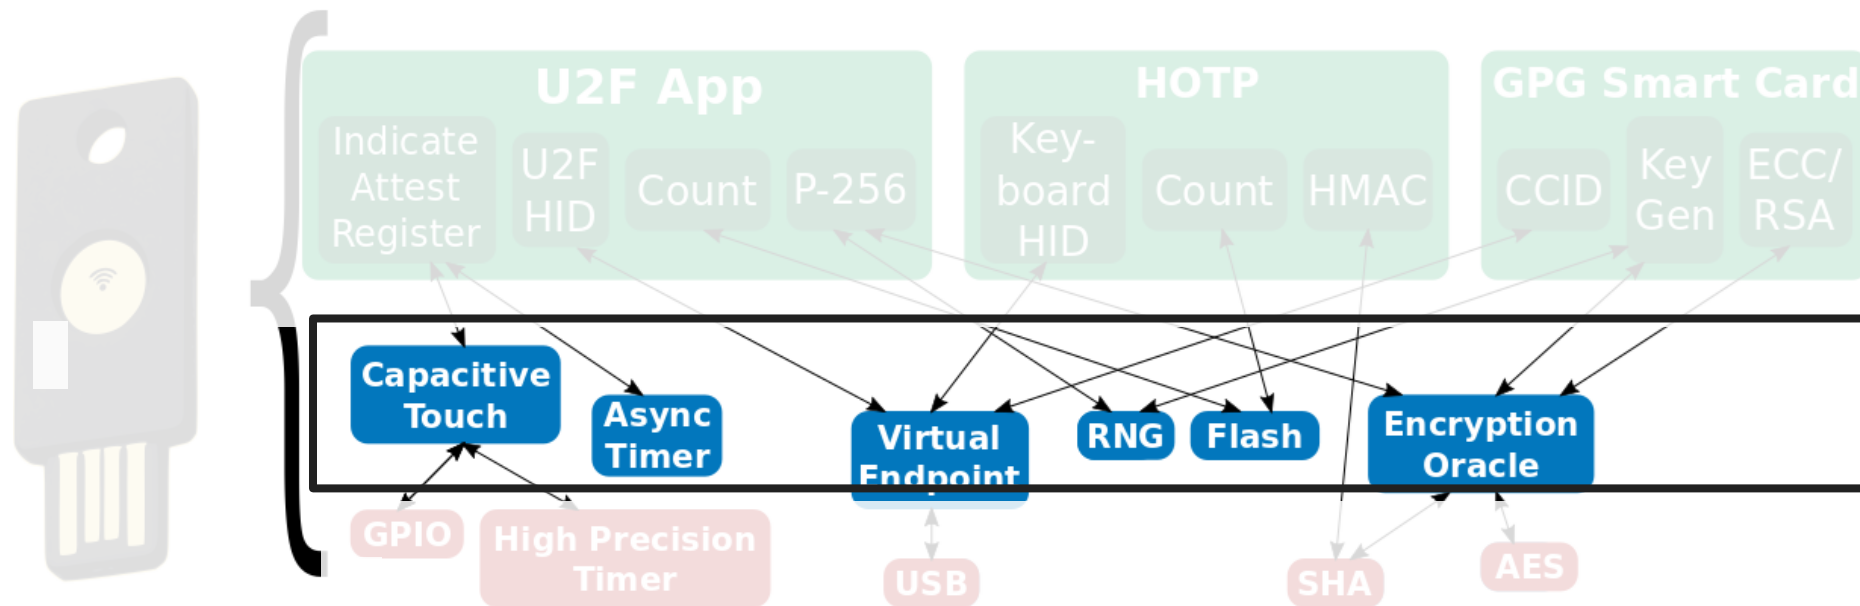 U2F App
Indicate
Attest
Register
U2F
HID
Count
P-256
HOTP
Key-
board
HID
Count
HMAC
GPG Smart Card
CCID
Key
Gen
ECC/
RSA
Capacitive
Touch
Async
Timer
Virtual
Endpoint
RNG
Flash
Encryption
Oracle
GPIO
High Precision
Timer
USB
SHA
AES